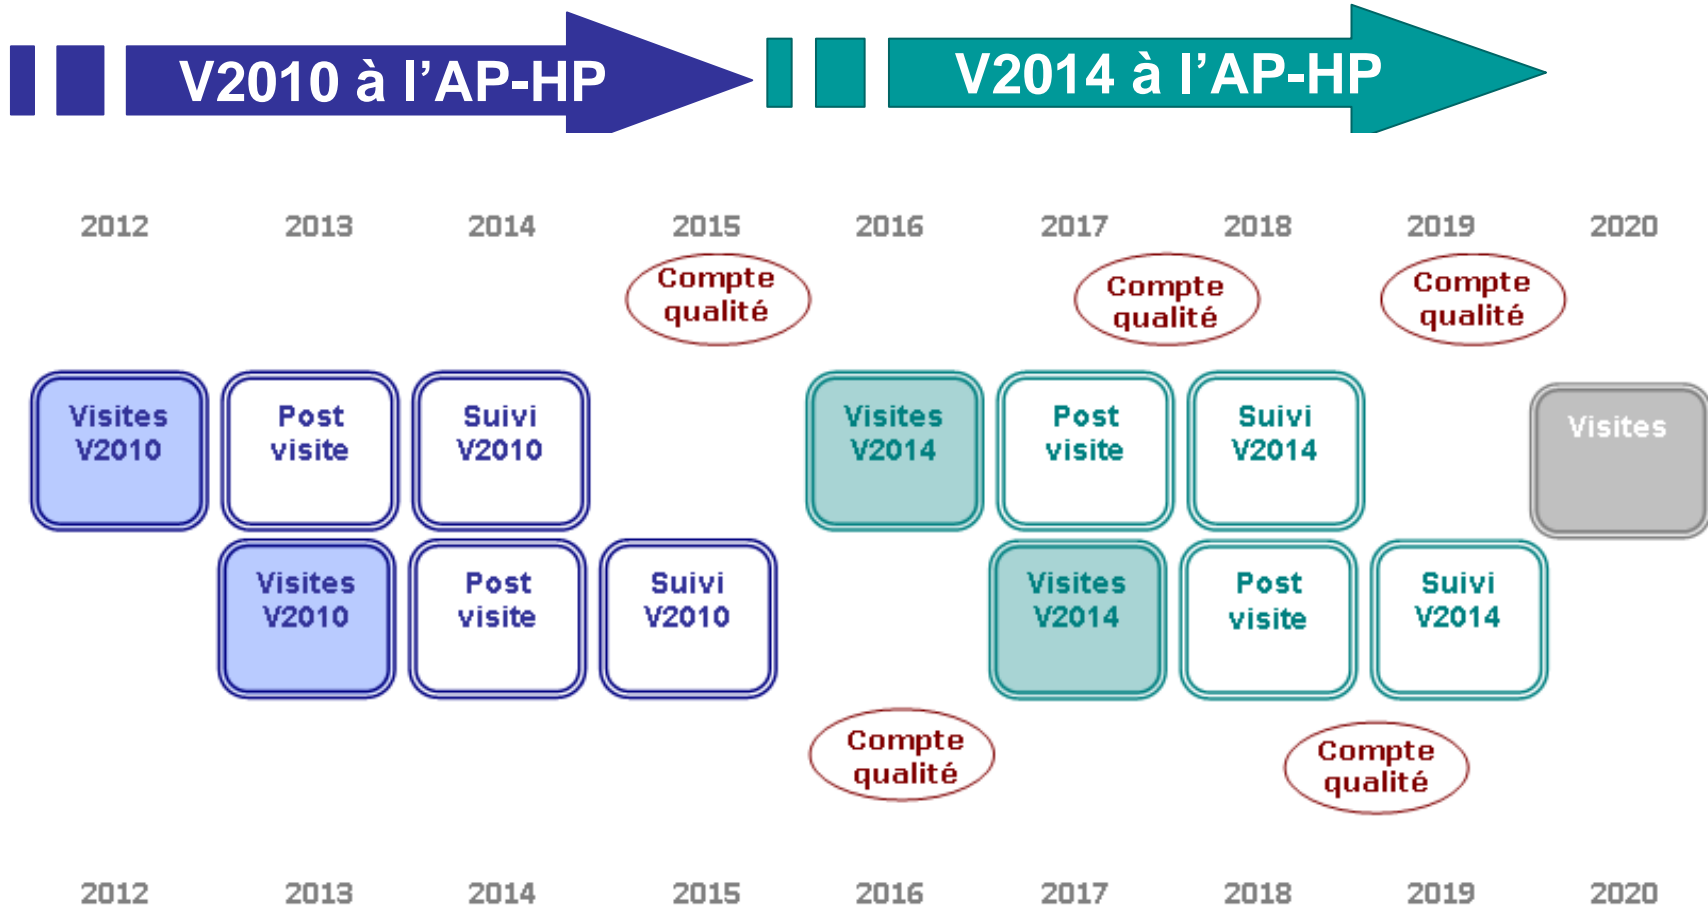 V2010 à l’AP-HP
V2014 à l’AP-HP
2012 2013 2014 2015 2016 2017 2018 2019 2020
Compte
qualité
Compte
qualité
Compte
qualité
Visites
V2010
Post
visite
Suivi
V2010
Visites
V2014
Post
visite
Suivi
V2014
Visites
Visites
V2010
Post
visite
Suivi
V2010
Visites
V2014
Post
visite
Suivi
V2014
Compte
qualité
Compte
qualité
2012 2013 2014 2015 2016 2017 2018 2019 2020